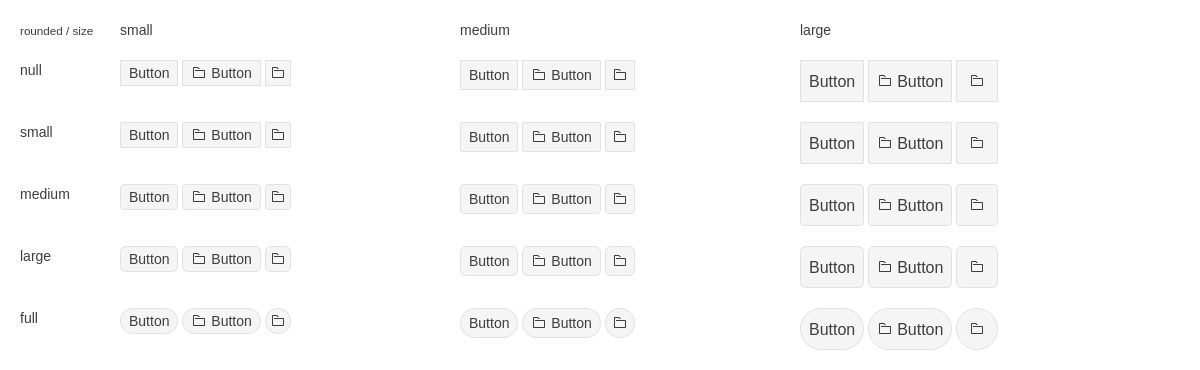 rounded / size small medium large
null Button Button Button Button Button Button
small Button Button Button Button Button Button
medium Button Button Button Button Button Button
large Button Button Button Button Button Button
full Button Button Button Button Button Button